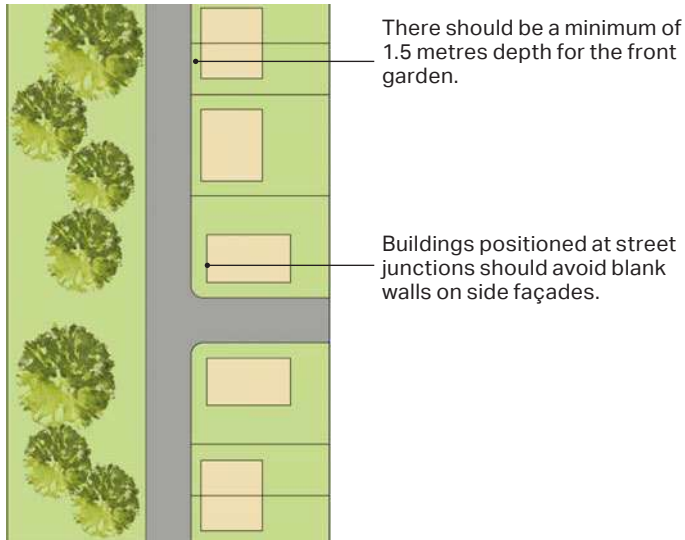 There should be a minimum of
1.5 metres depth for the front
garden.
Buildings positioned at street
junctions should avoid blank
walls on side façades.